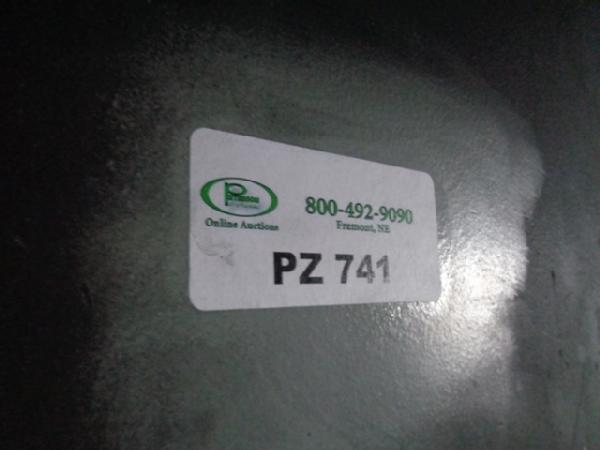 Online Auctions
800-492-9090
Fremont, NE
PZ 741